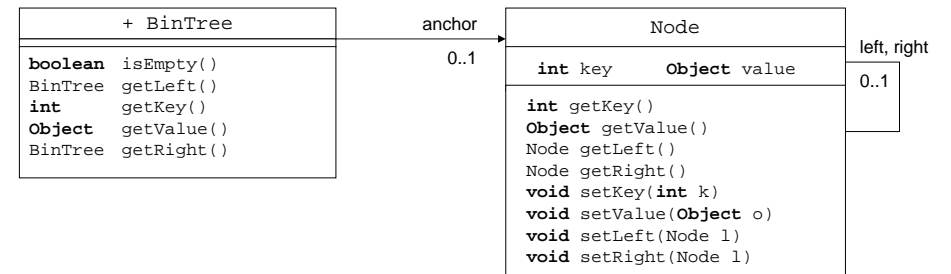 + BinTree
boolean isEmpty()
BinTree getLeft()
int getKey()
Object getValue()
BinTree getRight()
anchor
0..1
Node
int key Object value
int getKey()
Object getValue()
Node getLeft()
Node getRight()
void setKey(int k)
void setValue(Object o)
void setLeft(Node l)
void setRight(Node l)
left, right
0..1